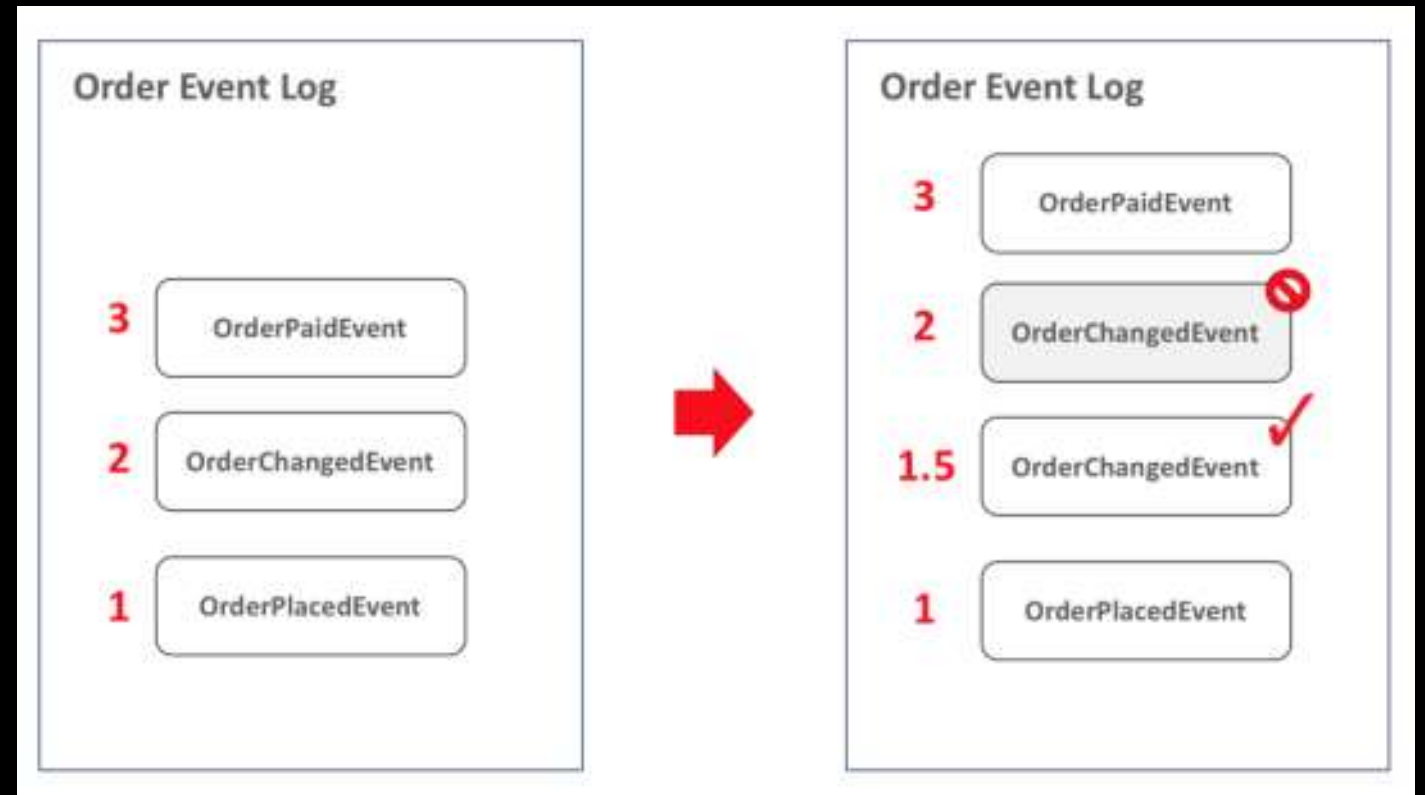 Order Event Log
3
OrderPaidEvent
2
OrderChangedEvent
1
OrderPlacedEvent
Order Event Log
3
OrderPaidEvent
2
OrderChangedEvent
1.5
OrderChangedEvent
1
OrderPlacedEvent